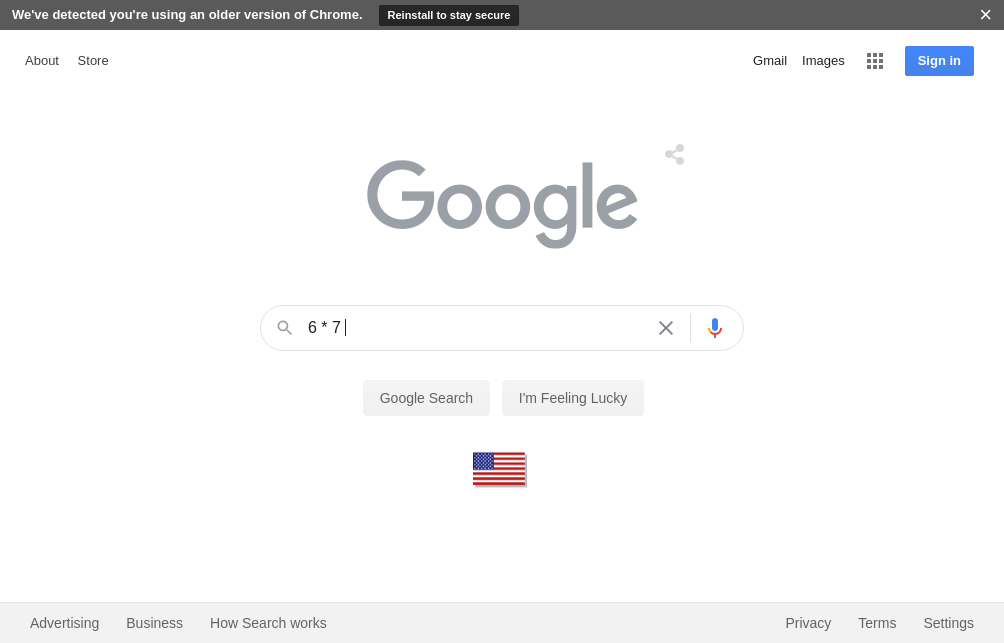 We've detected you're using an older version of Chrome. Reinstall to stay secure
About Store Gmail Images Sign in
Google
6 * 7
Google Search I'm Feeling Lucky
Advertising Business How Search works Privacy Terms Settings